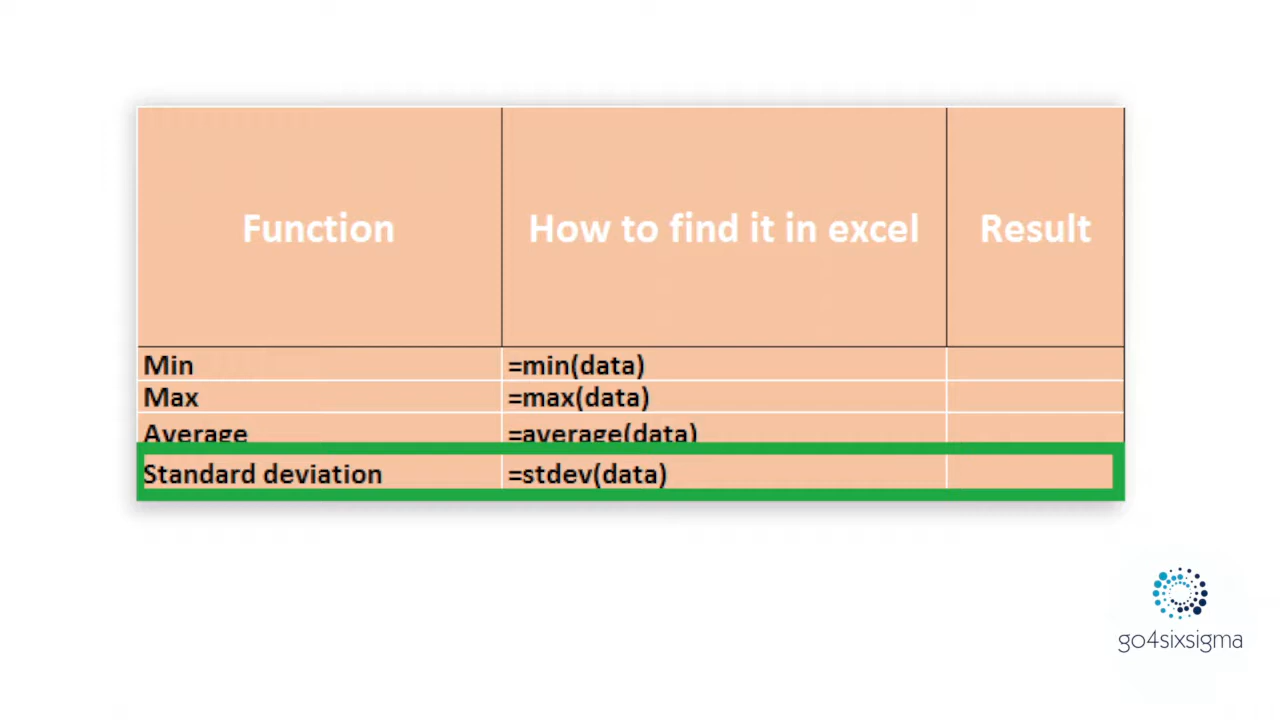 Function How to find it in excel Result
Min =min(data)
Max =max(data)
Average =average(data)
Standard deviation =stdev(data)
go4sixsigma